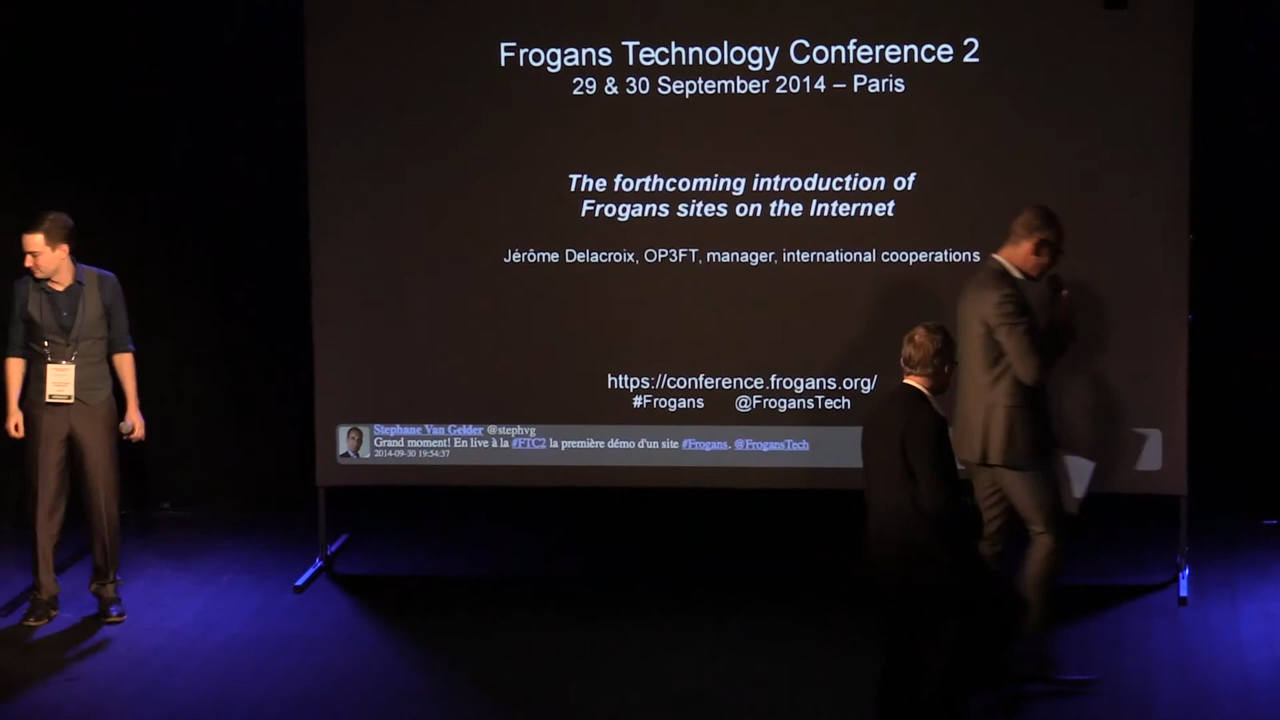 Frogans Technology Conference 2
29 & 30 September 2014 – Paris
The forthcoming introduction of
Frogans sites on the Internet
Jérôme Delacroix, OP3FT, manager, international cooperations
https://conference.frogans.org/
#Frogans @FrogansTech
Stephane Van Gelder @stephvg
Grand moment! En live à la #FTC2 la première démo d'un site #Frogans. @FrogansTech
2014-09-30 19:54:37